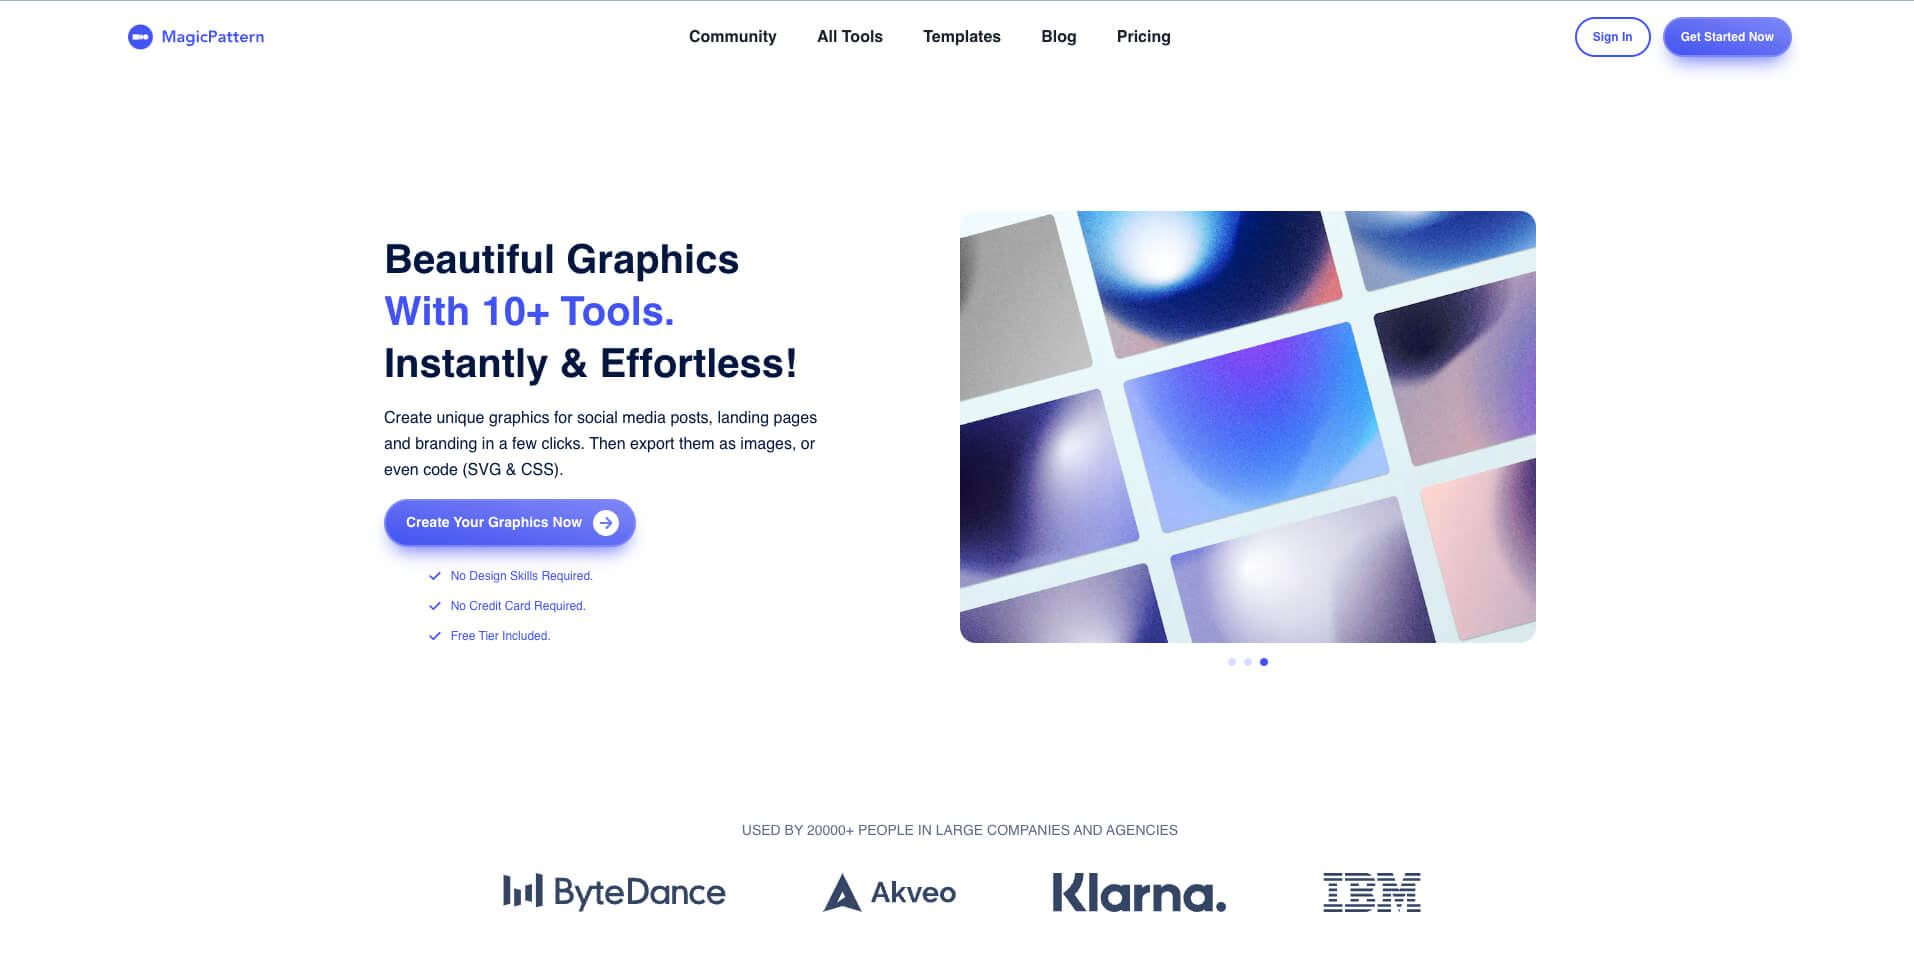 MagicPattern
Community
All Tools
Templates
Blog
Pricing
Sign In
Get Started Now
Beautiful Graphics
With 10+ Tools.
Instantly & Effortless!
Create unique graphics for social media posts, landing pages
and branding in a few clicks. Then export them as images, or
even code (SVG & CSS).
Create Your Graphics Now
No Design Skills Required.
No Credit Card Required.
Free Tier Included.
USED BY 20000+ PEOPLE IN LARGE COMPANIES AND AGENCIES
ByteDance
Akveo
Klarna.
IBM